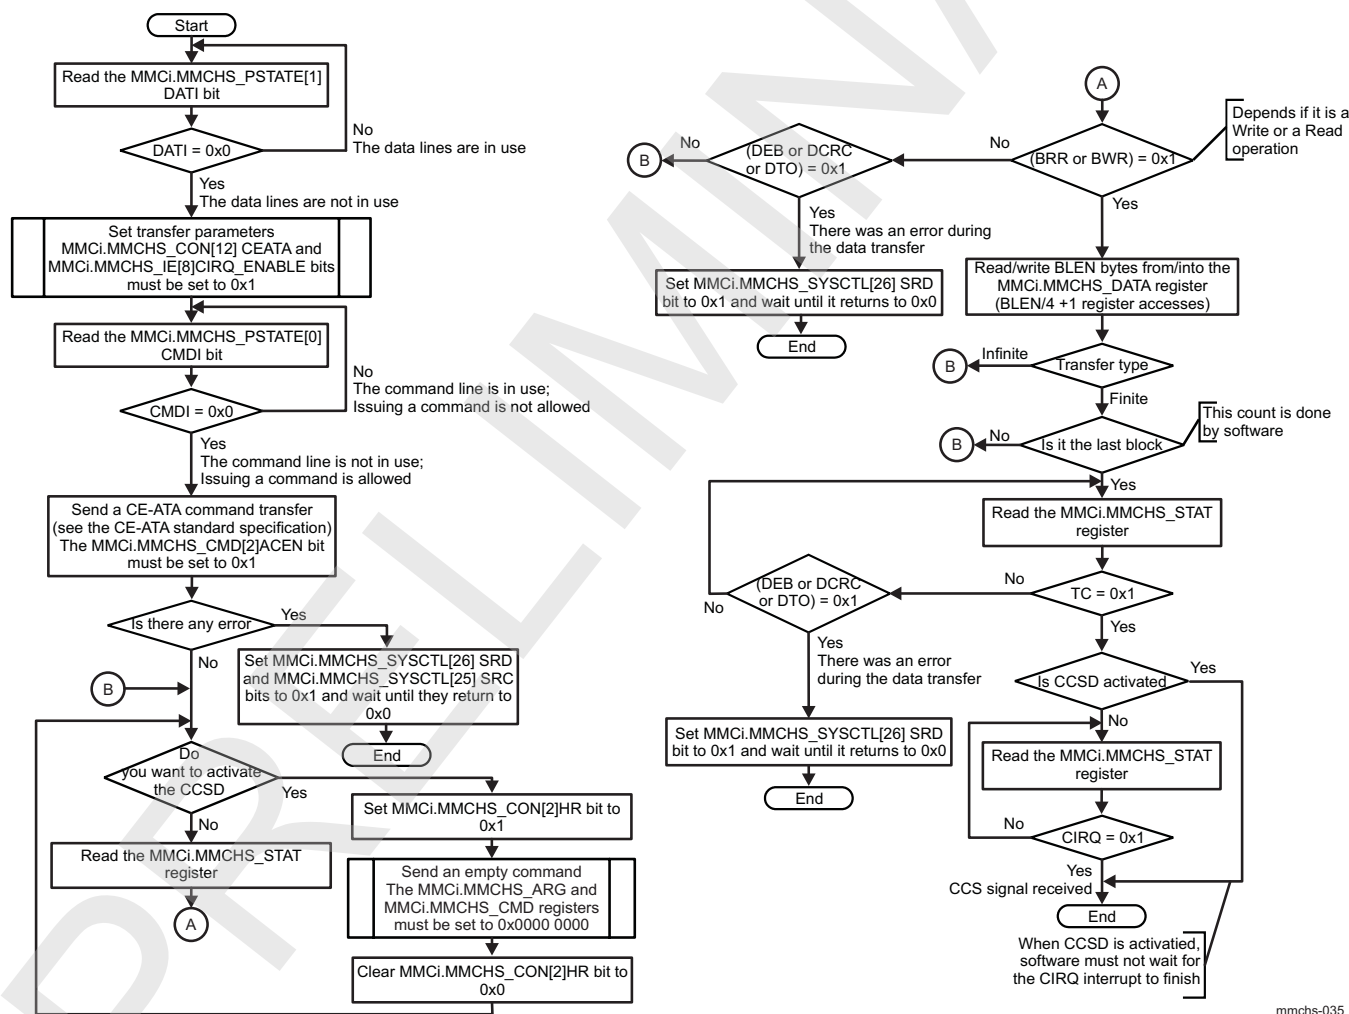 Start
Read the MMCi.MMCHS_PSTATE[1]
DATI bit
No
The data lines are in use
DATI = 0x0
Yes
The data lines are not in use
Set transfer parameters
MMCi.MMCHS_CON[12] CEATA and
MMCi.MMCHS_IE[8]CIRQ_ENABLE bits
must be set to 0x1
Read the MMCi.MMCHS_PSTATE[0]
CMDI bit
No
The command line is in use;
Issuing a command is not allowed
CMDI = 0x0
Yes
The command line is not in use;
Issuing a command is allowed
Send a CE-ATA command transfer
(see the CE-ATA standard specification)
The MMCi.MMCHS_CMD[2]ACEN bit
must be set to 0x1
Is there any error
Yes
No
Set MMCi.MMCHS_SYSCTL[26] SRD
and MMCi.MMCHS_SYSCTL[25] SRC
bits to 0x1 and wait until they return to
0x0
End
B
Do
you want to activate
the CCSD
Yes
No
Read the MMCi.MMCHS_STAT
register
A
Set MMCi.MMCHS_CON[2]HR bit to
0x1
Send an empty command
The MMCi.MMCHS_ARG and
MMCi.MMCHS_CMD registers
must be set to 0x0000 0000
Clear MMCi.MMCHS_CON[2]HR bit to
0x0
A
Depends if it is a
Write or a Read
operation
(BRR or BWR) = 0x1
No
(DEB or DCRC
or DTO) = 0x1
No
B
Yes
There was an error during
the data transfer
Set MMCi.MMCHS_SYSCTL[26] SRD
bit to 0x1 and wait until it returns to 0x0
End
Yes
Read/write BLEN bytes from/into the
MMCi.MMCHS_DATA register
(BLEN/4 +1 register accesses)
Transfer type
Infinite
B
Finite
This count is done
by software
Is it the last block
No
B
Yes
Read the MMCi.MMCHS_STAT
register
TC = 0x1
No
(DEB or DCRC
or DTO) = 0x1
No
Yes
There was an error
during the data transfer
Set MMCi.MMCHS_SYSCTL[26] SRD
bit to 0x1 and wait until it returns to 0x0
End
Yes
Is CCSD activated
Yes
No
Read the MMCi.MMCHS_STAT
register
CIRQ = 0x1
No
Yes
CCS signal received
End
When CCSD is activatied,
software must not wait for
the CIRQ interrupt to finish
mmchs-035